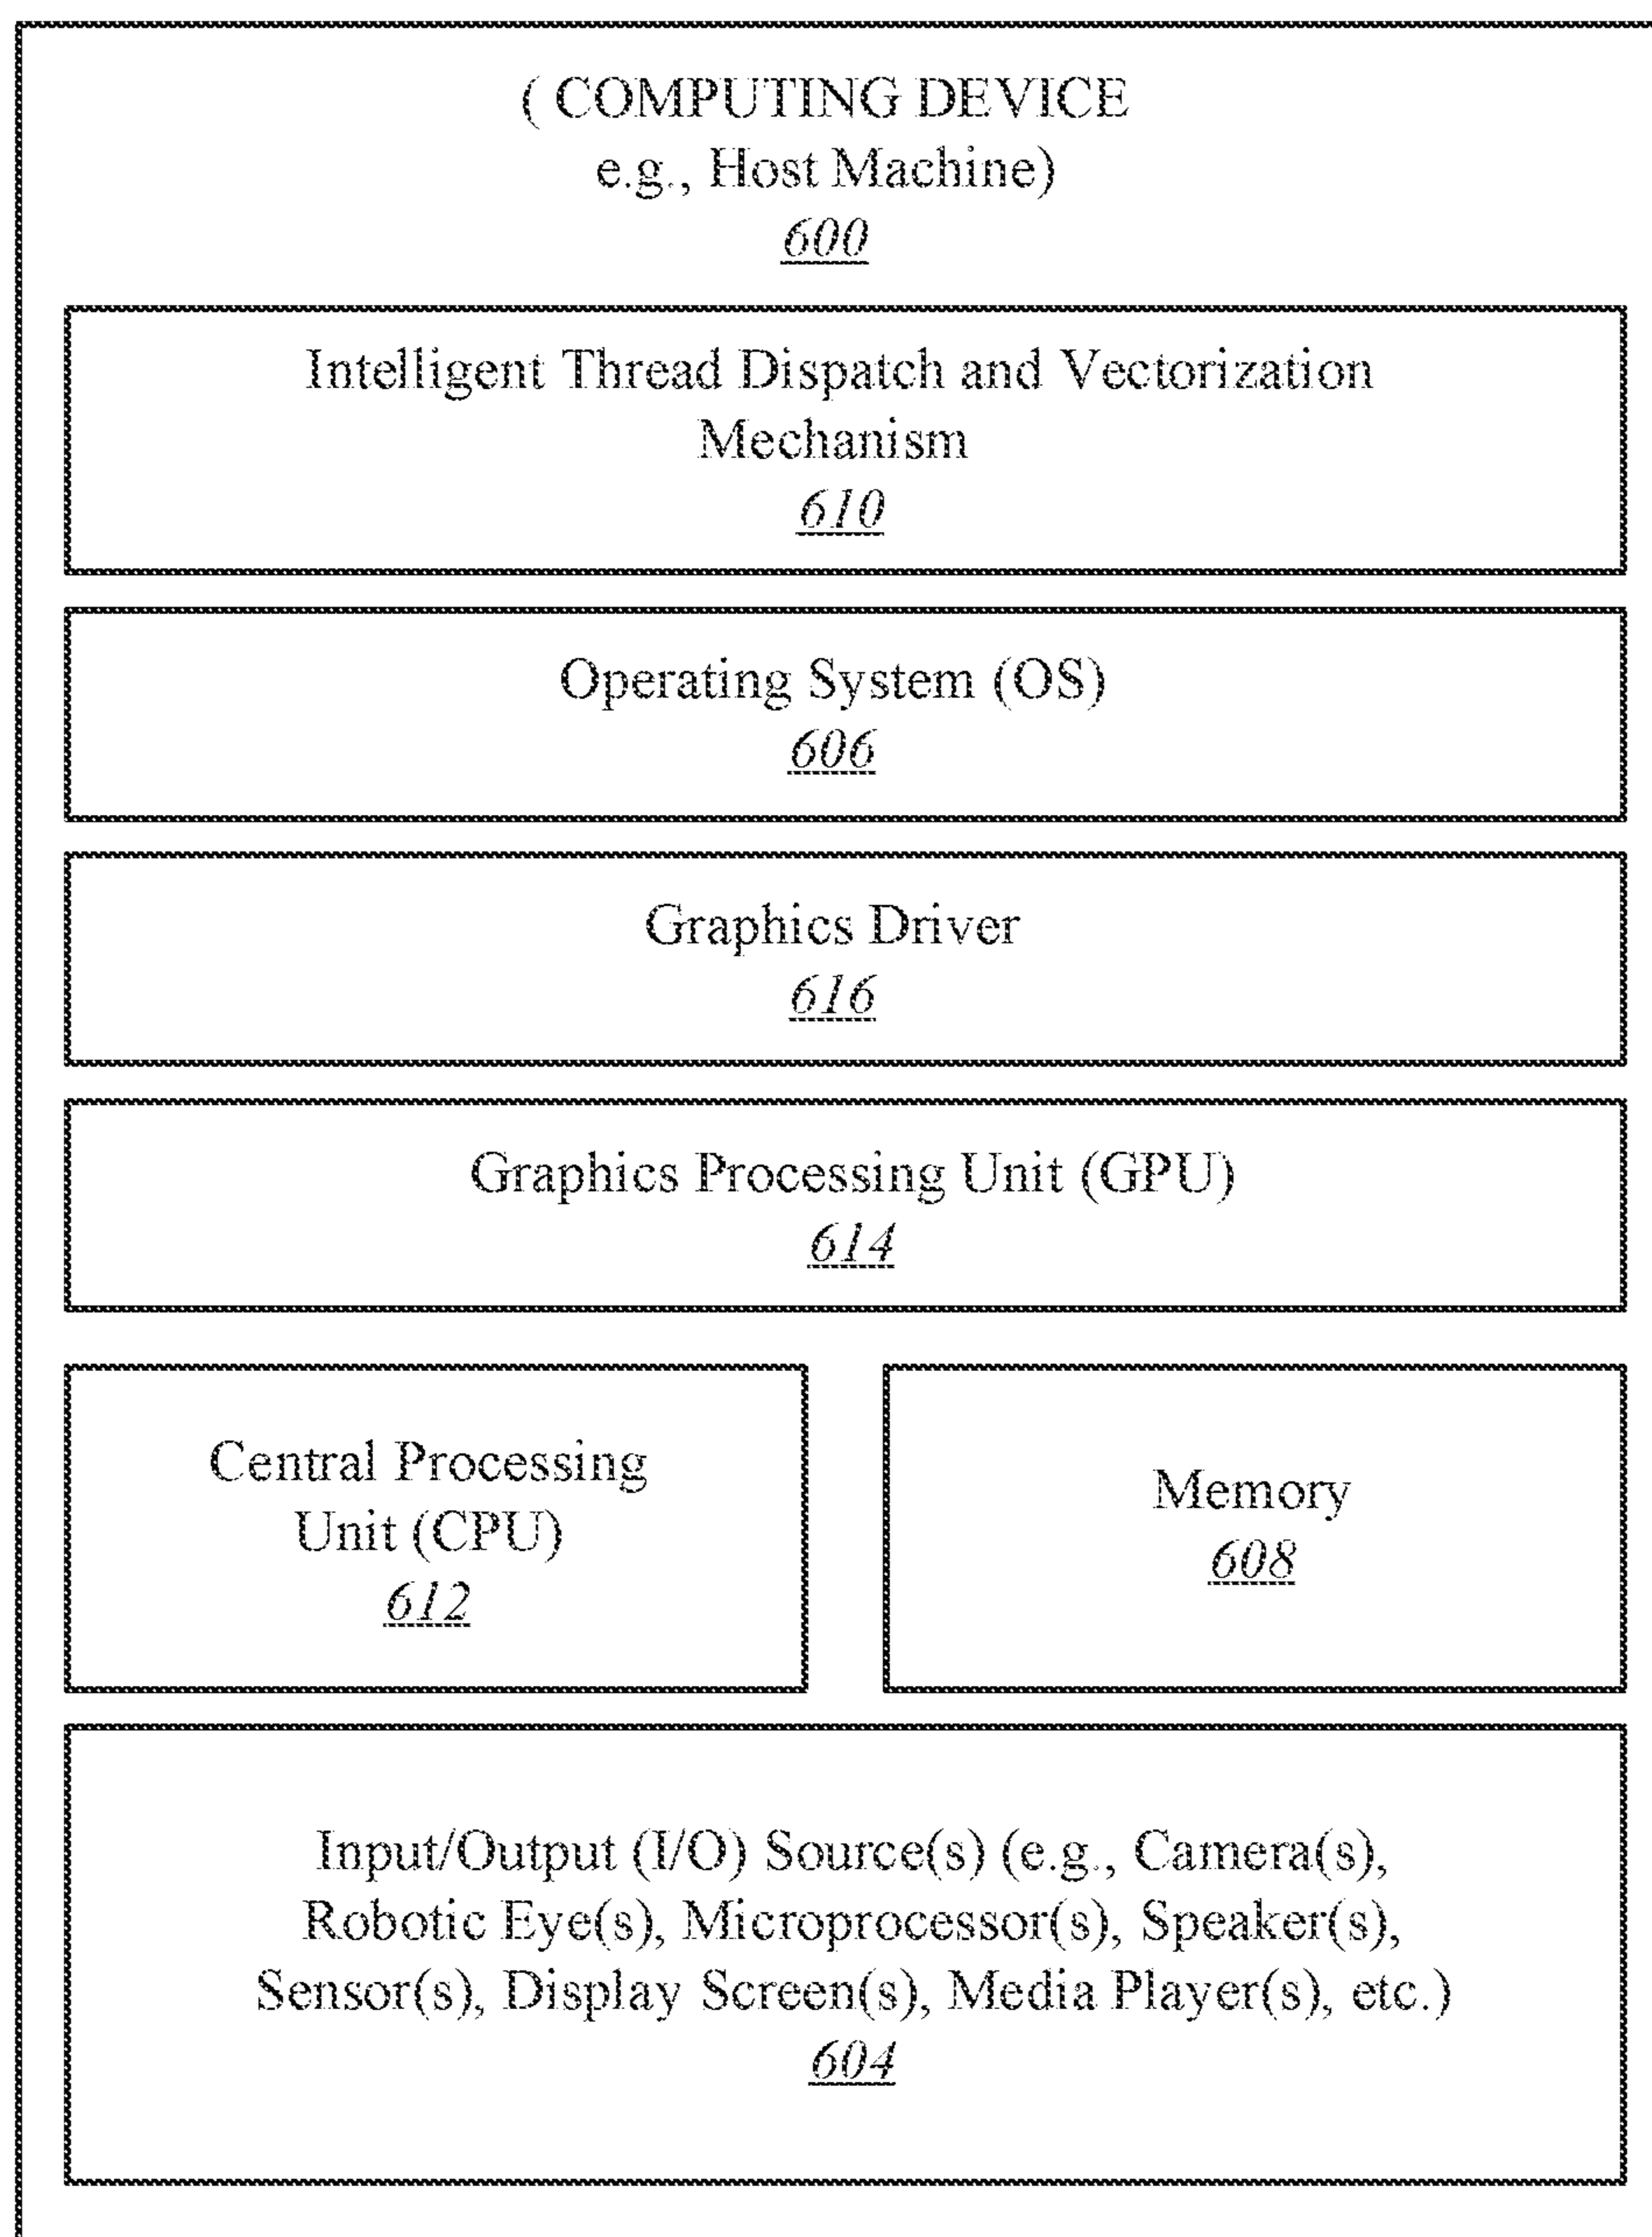 ( COMPUTING DEVICE
e.g., Host Machine)
600
Intelligent Thread Dispatch and Vectorization
Mechanism
610
Operating System (OS)
606
Graphics Driver
616
Graphics Processing Unit (GPU)
614
Central Processing
Unit (CPU)
612
Memory
608
Input/Output (I/O) Source(s) (e.g., Camera(s),
Robotic Eye(s), Microprocessor(s), Speaker(s),
Sensor(s), Display Screen(s), Media Player(s), etc.)
604